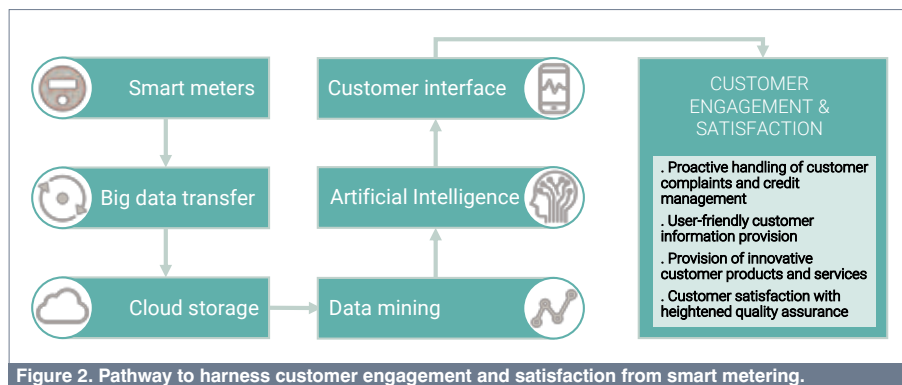 Smart meters
Big data transfer
Cloud storage
Data mining
Artificial Intelligence
Customer interface
CUSTOMER
ENGAGEMENT &
SATISFACTION
. Proactive handling of customer
complaints and credit
management
. User-friendly customer
information provision
. Provision of innovative
customer products and services
. Customer satisfaction with
heightened quality assurance
Figure 2. Pathway to harness customer engagement and satisfaction from smart metering.